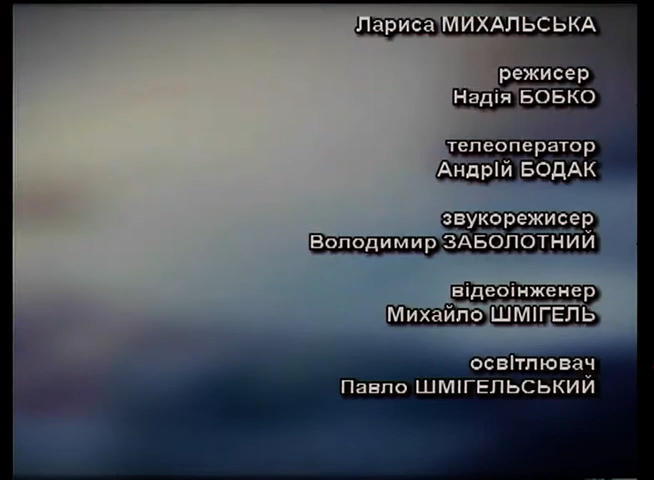 Лариса МИХАЛЬСЬКА
режисер
Надія БОБКО
телеоператор
Андрій БОДАК
звукорежисер
Володимир ЗАБОЛОТНИЙ
відеоінженер
Михайло ШМІГЕЛЬ
освітлювач
Павло ШМІГЕЛЬСЬКИЙ